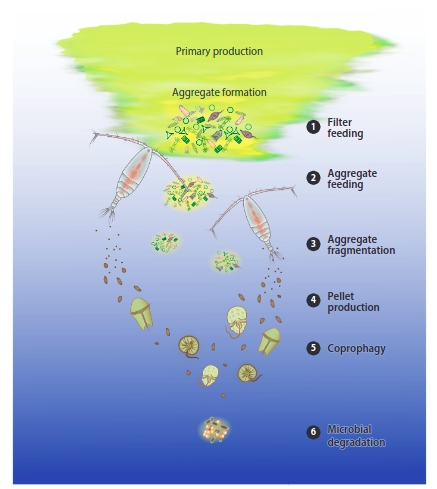 Primary production
Aggregate formation
1 Filter
feeding
2 Aggregate
feeding
3 Aggregate
fragmentation
4 Pellet
production
5 Coprophagy
6 Microbial
degradation